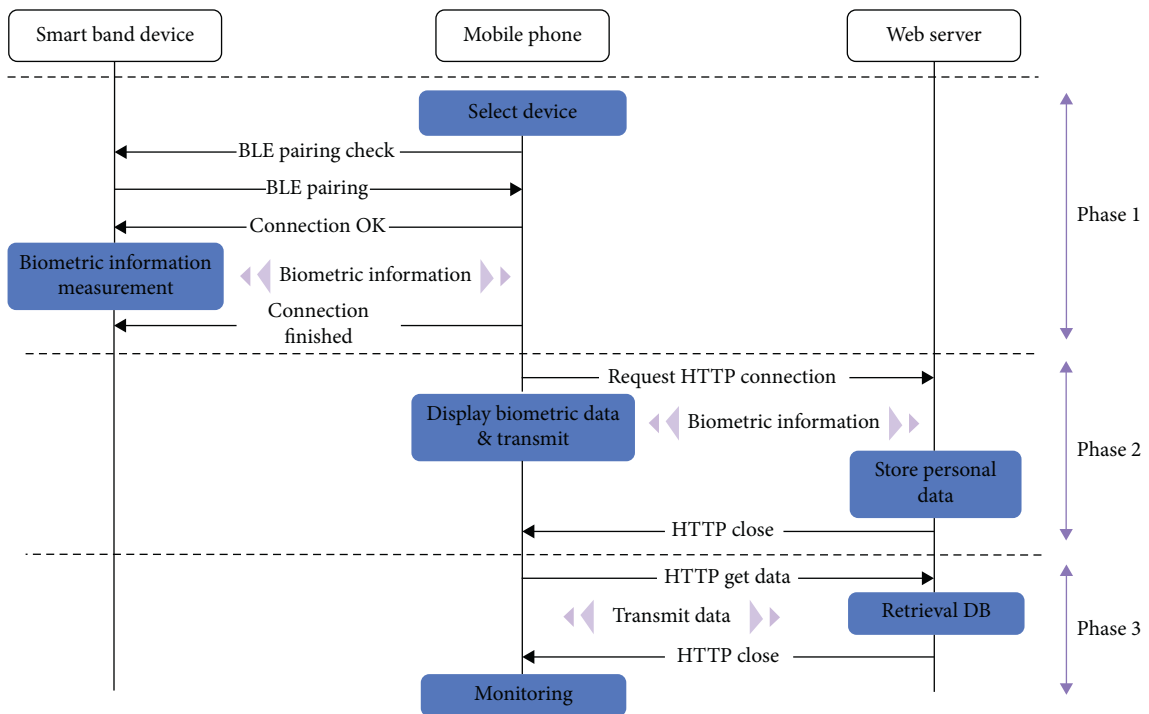 Smart band device
Mobile phone
Web server
Select device
BLE pairing check
BLE pairing
Connection OK
Phase 1
Biometric information
measurement
Biometric information
Connection
finished
Request HTTP connection
Display biometric data
& transmit
Biometric information
Phase 2
Store personal
data
HTTP close
HTTP get data
Transmit data
Retrieval DB
Phase 3
HTTP close
Monitoring